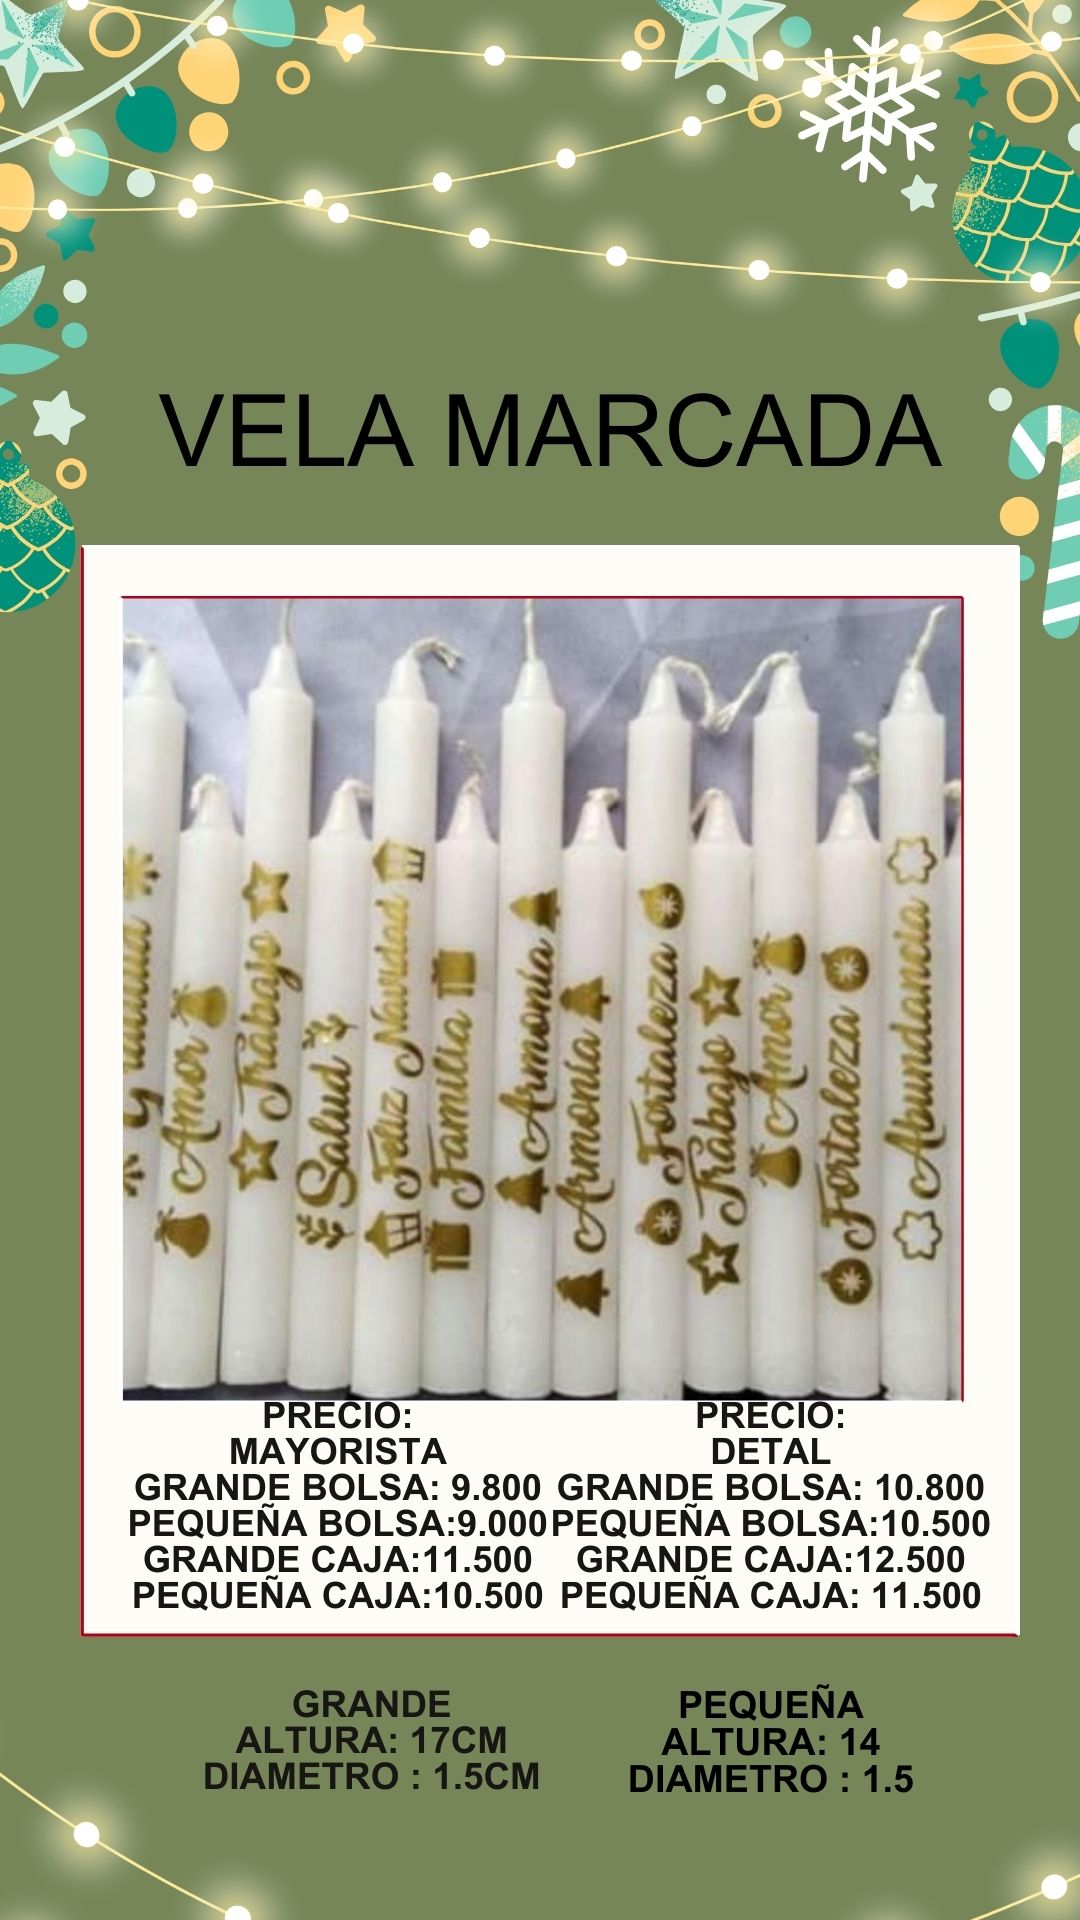 VELA MARCADA
Amor
Trabajo
Salud
Feliz Navidad
Familia
Armonía
Armonía
Fortaleza
Trabajo
Amor
Fortaleza
Abundancia
PRECIO:
MAYORISTA
GRANDE BOLSA: 9.800
PEQUEÑA BOLSA:9.000
GRANDE CAJA:11.500
PEQUEÑA CAJA:10.500
PRECIO:
DETAL
GRANDE BOLSA: 10.800
PEQUEÑA BOLSA:10.500
GRANDE CAJA:12.500
PEQUEÑA CAJA: 11.500
GRANDE
ALTURA: 17CM
DIAMETRO : 1.5CM
PEQUEÑA
ALTURA: 14
DIAMETRO : 1.5